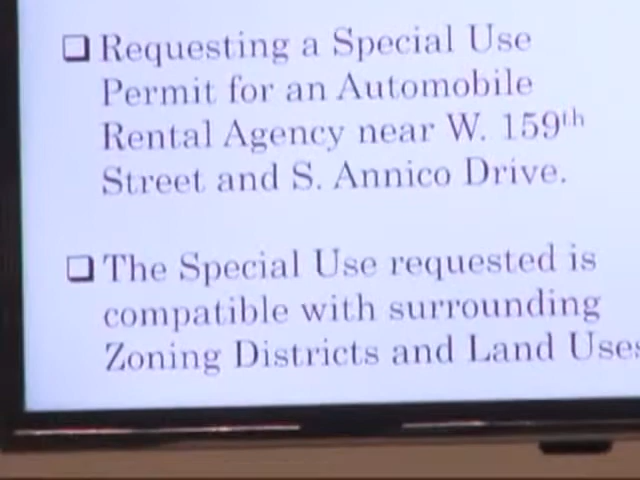 ❑ Requesting a Special Use
Permit for an Automobile
Rental Agency near W. 159th
Street and S. Annico Drive.
❑ The Special Use requested is
compatible with surrounding
Zoning Districts and Land Uses